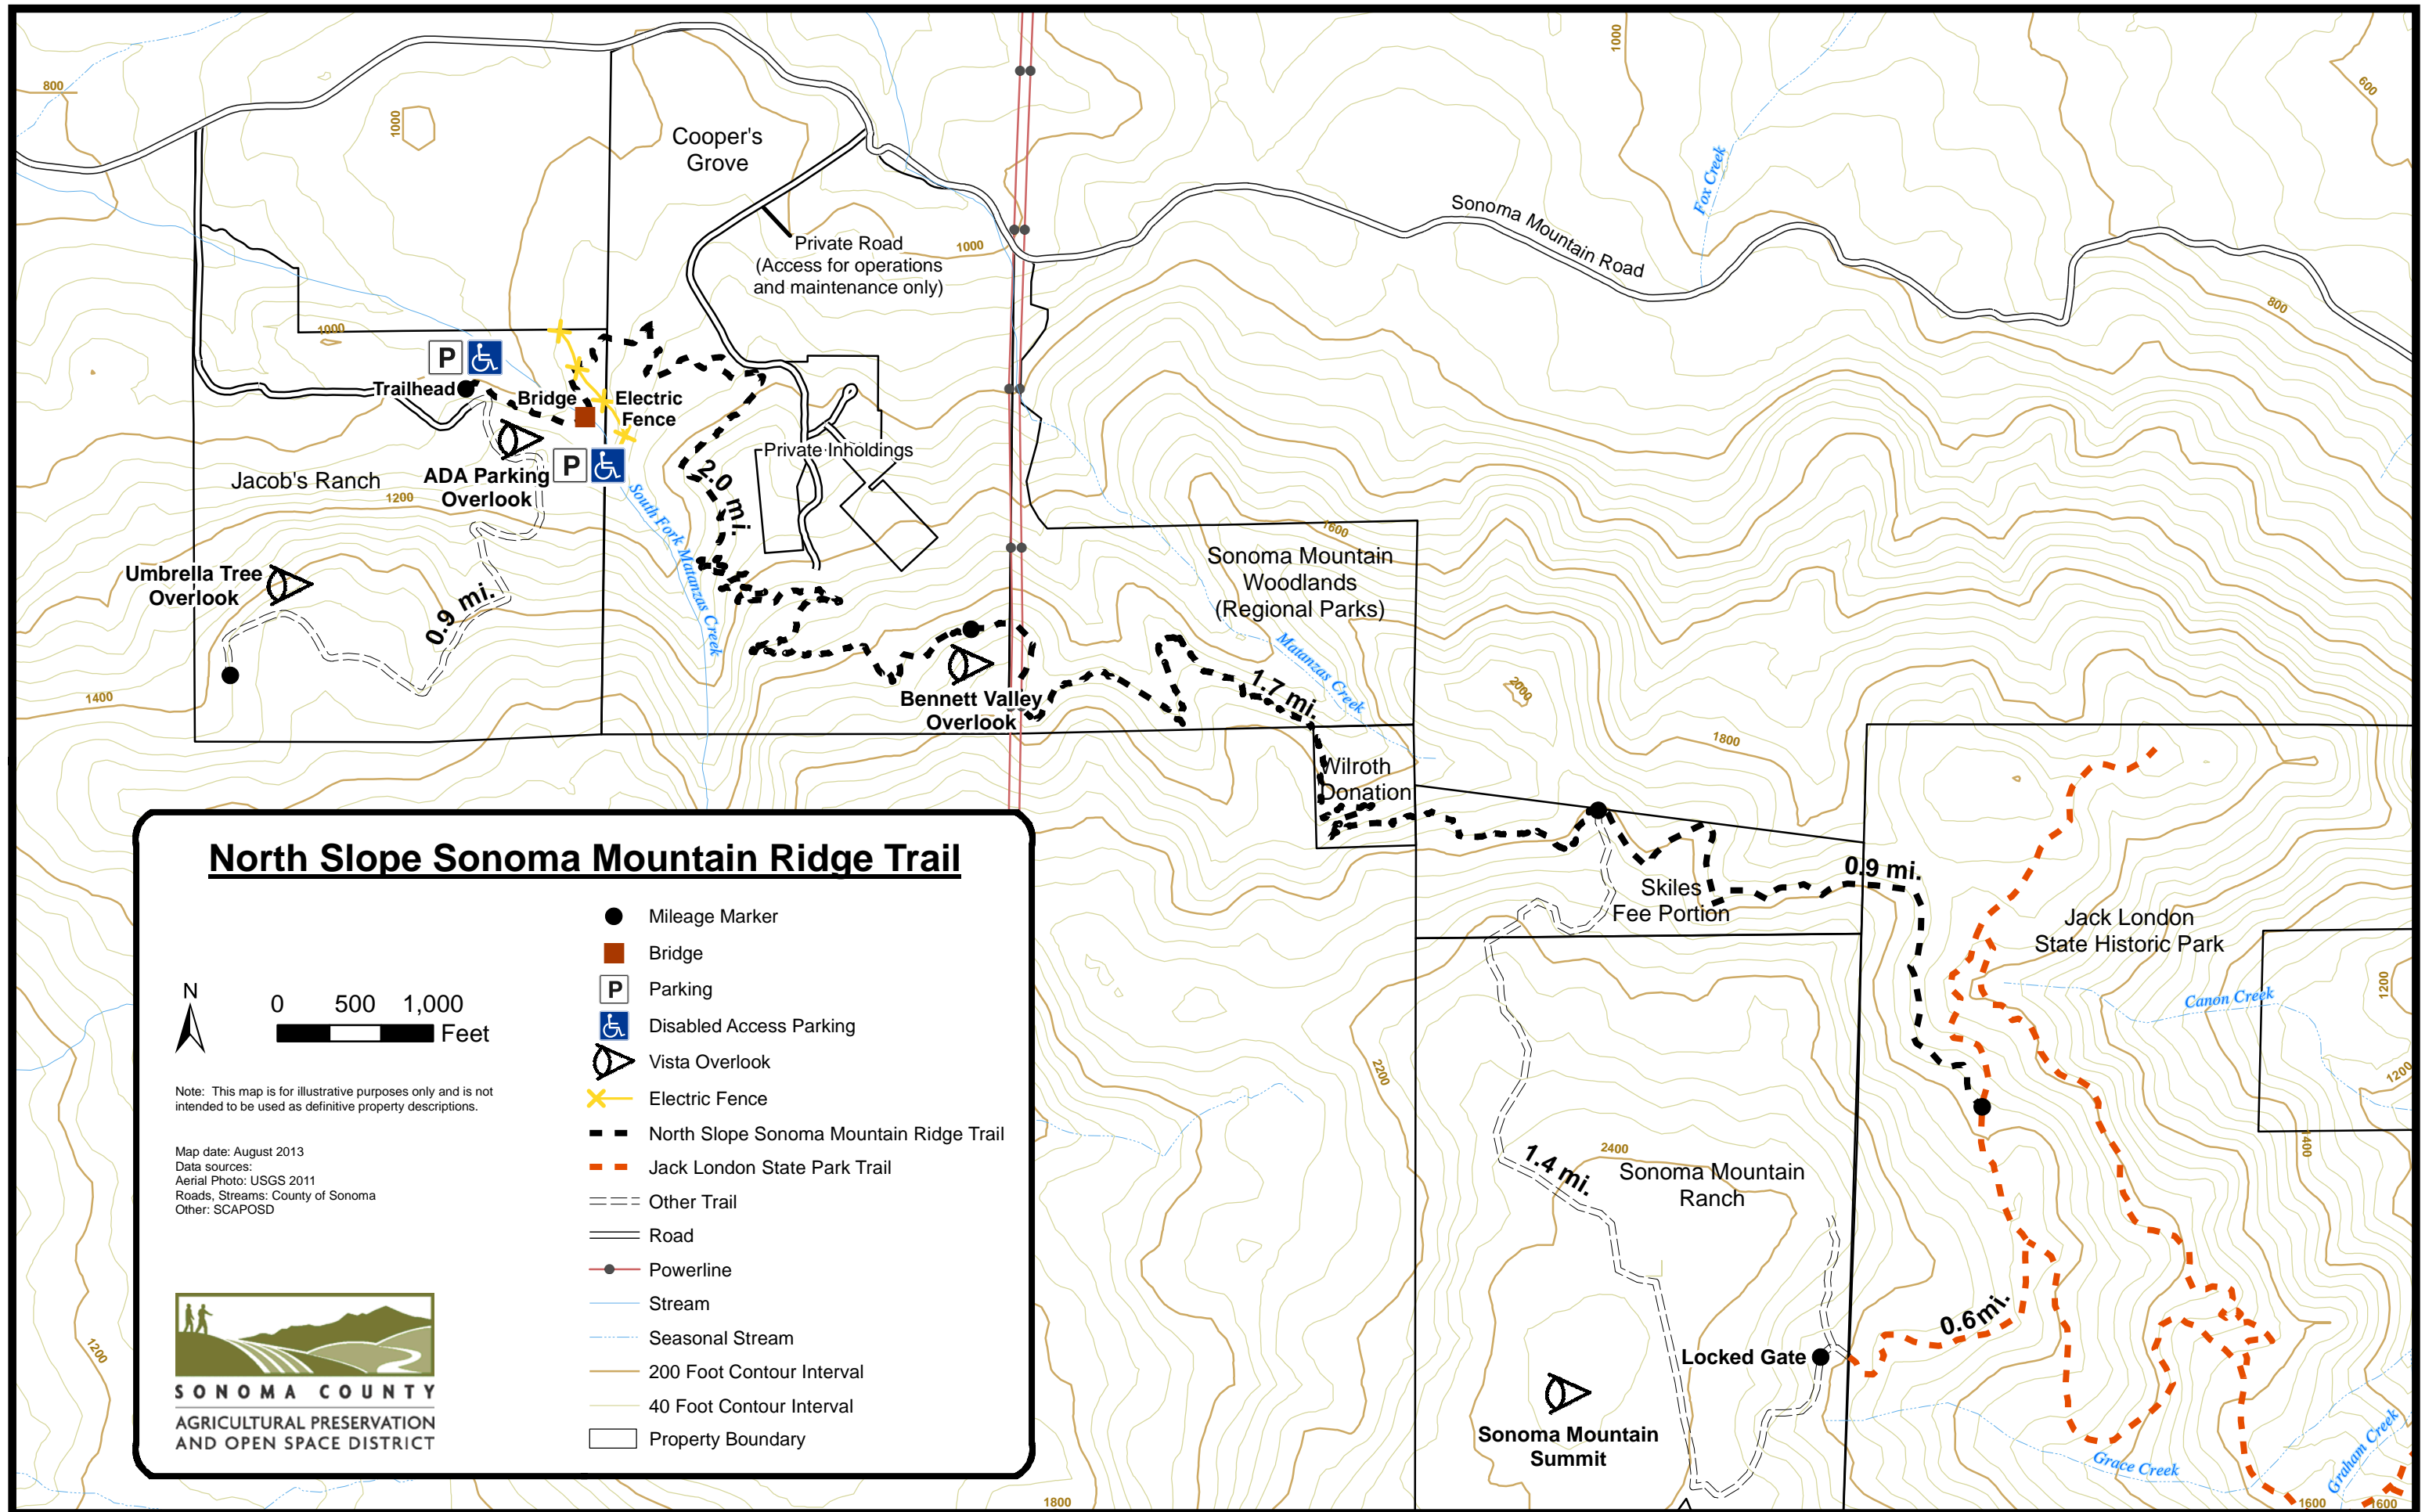 800
1000
Cooper's
Grove
1000
600
Fox Creek
Private Road
(Access for operations
and maintenance only)
1000
Sonoma Mountain Road
800
1000
P
Trailhead
Bridge
Electric
Fence
ADA Parking
Overlook
P
Jacob's Ranch
1200
2.0 mi.
Private Inholdings
South Fork Matanzas Creek
Umbrella Tree
Overlook
0.9 mi.
1400
1600
Sonoma Mountain
Woodlands
(Regional Parks)
Matanzas Creek
1.7 mi.
Bennett Valley
Overlook
2000
1800
Wilroth
Donation
0.9 mi.
Skiles
Fee Portion
Jack London
State Historic Park
Canon Creek
1200
1200
1400
2200
2400
1.4 mi.
Sonoma Mountain
Ranch
0.6mi.
Locked Gate
Sonoma Mountain
Summit
Grace Creek
Graham Creek
1600
1600
1800
1200
North Slope Sonoma Mountain Ridge Trail
N
0 500 1,000
Feet
Note: This map is for illustrative purposes only and is not
intended to be used as definitive property descriptions.
Map date: August 2013
Data sources:
Aerial Photo: USGS 2011
Roads, Streams: County of Sonoma
Other: SCAPOSD
SONOMA COUNTY
AGRICULTURAL PRESERVATION
AND OPEN SPACE DISTRICT
Mileage Marker
Bridge
P Parking
Disabled Access Parking
Vista Overlook
Electric Fence
North Slope Sonoma Mountain Ridge Trail
Jack London State Park Trail
Other Trail
Road
Powerline
Stream
Seasonal Stream
200 Foot Contour Interval
40 Foot Contour Interval
Property Boundary